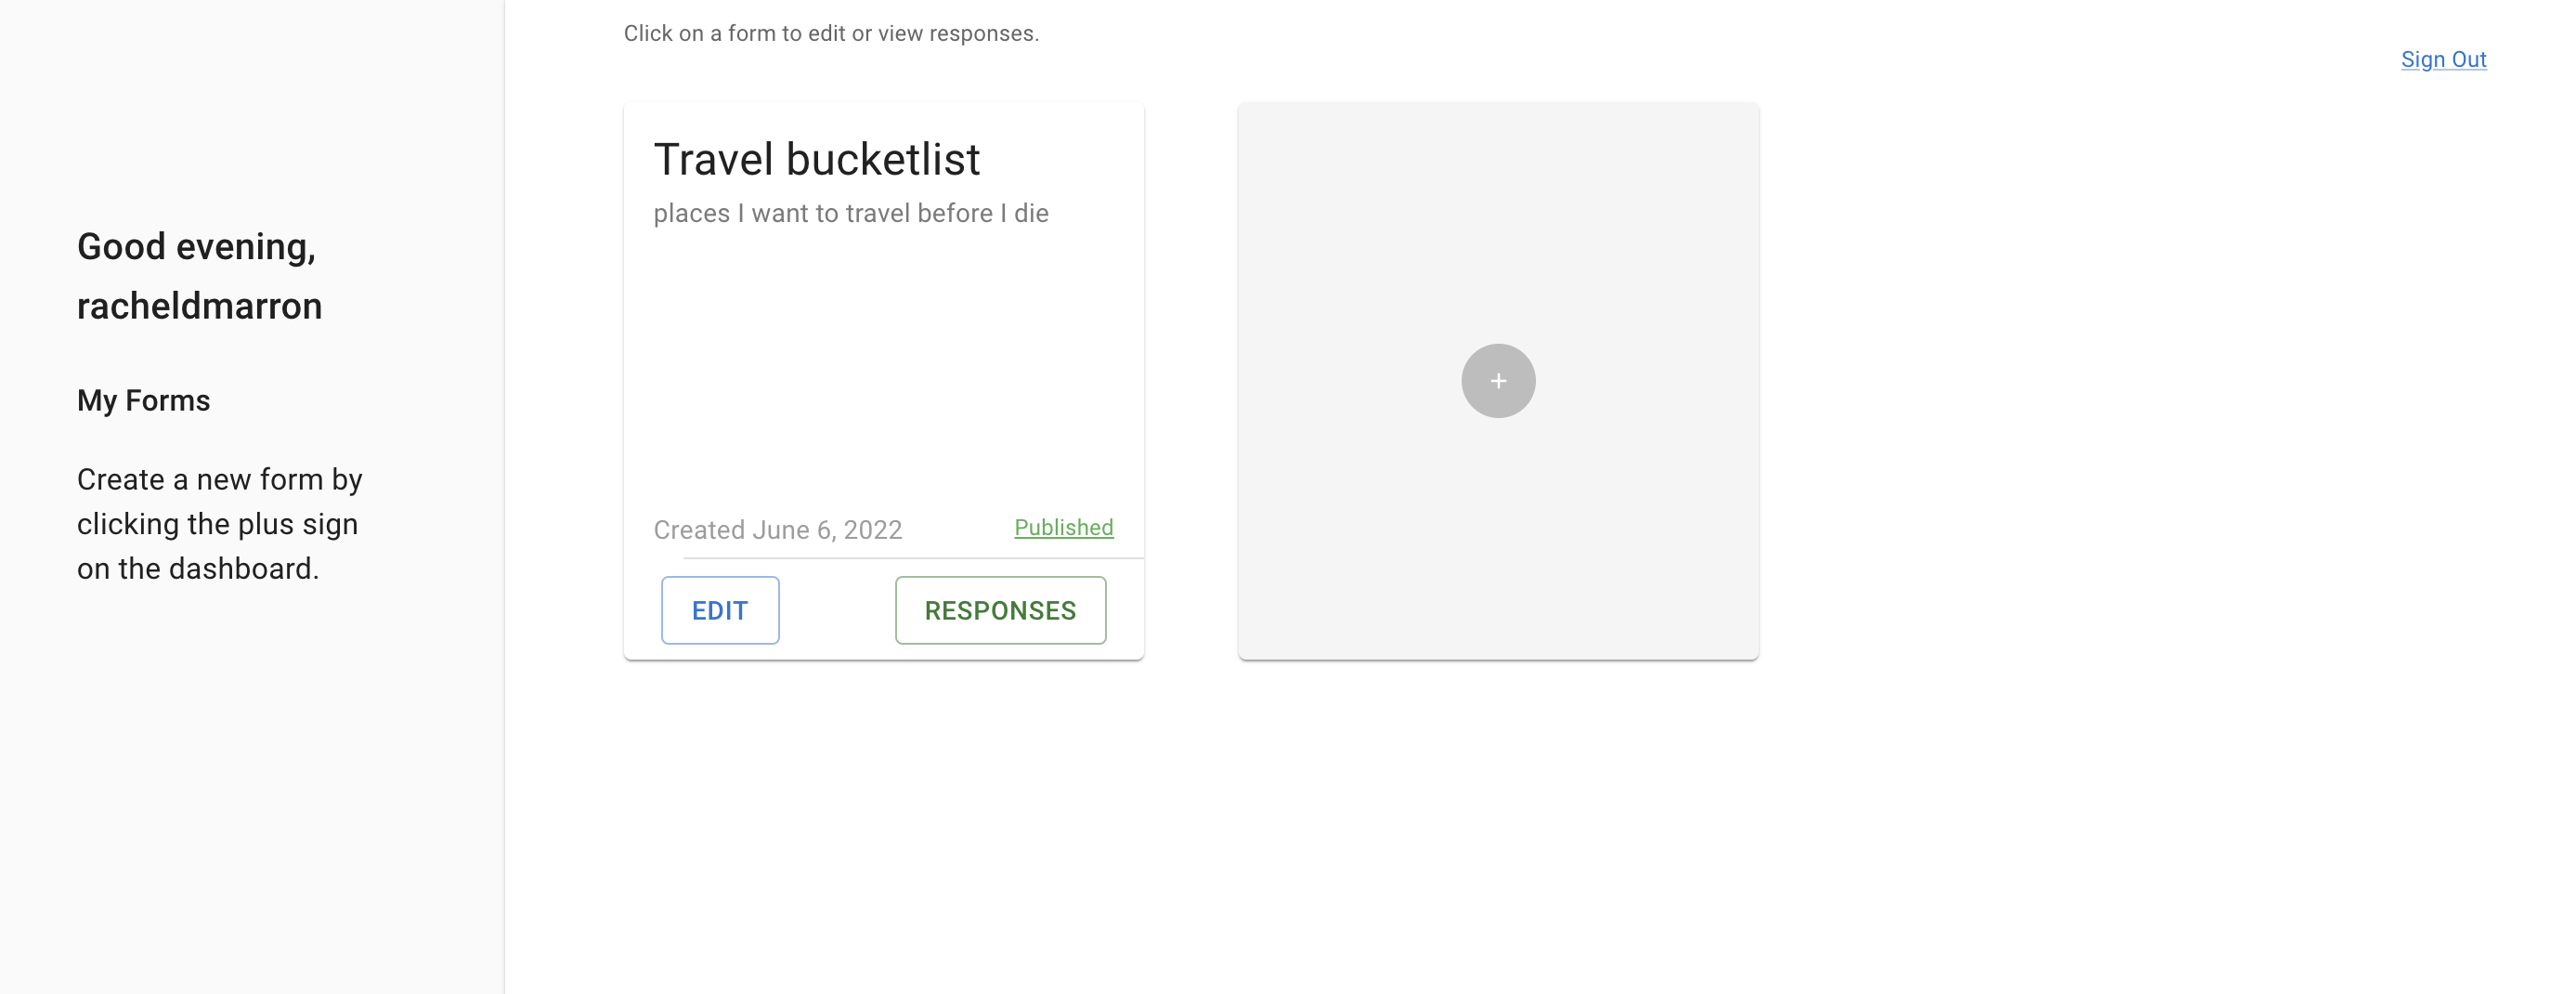 Click on a form to edit or view responses.
Sign Out
Good evening,
racheldmarron
My Forms
Create a new form by
clicking the plus sign
on the dashboard.
Travel bucketlist
places I want to travel before I die
Created June 6, 2022
Published
EDIT
RESPONSES
+